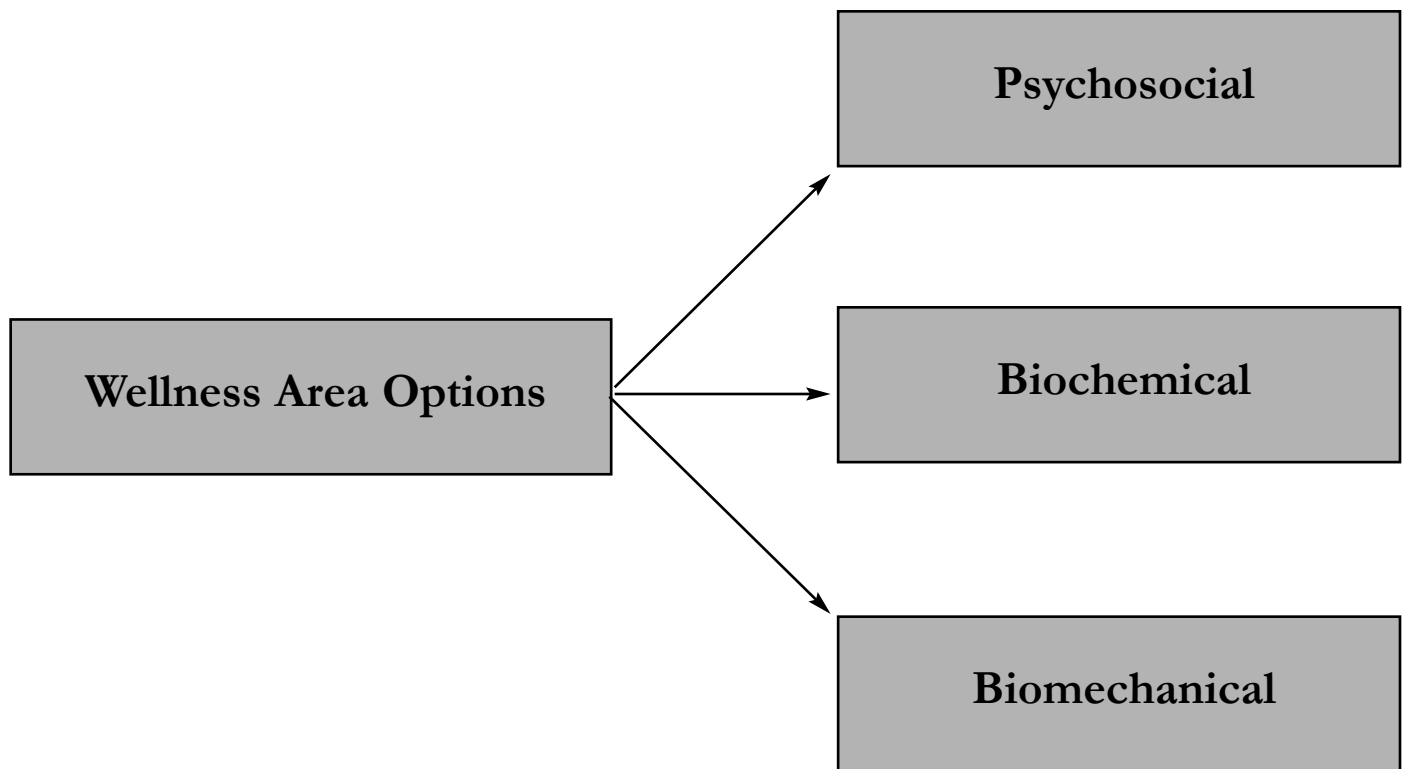 Psychosocial
Wellness Area Options
Biochemical
Biomechanical